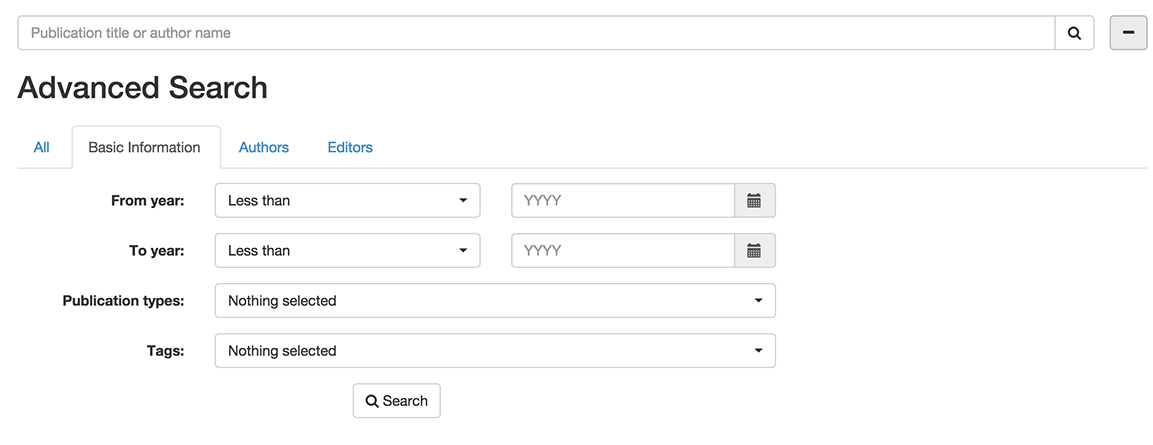 Publication title or author name
Advanced Search
All Basic Information Authors Editors
From year: Less than YYYY
To year: Less than YYYY
Publication types: Nothing selected
Tags: Nothing selected
Search